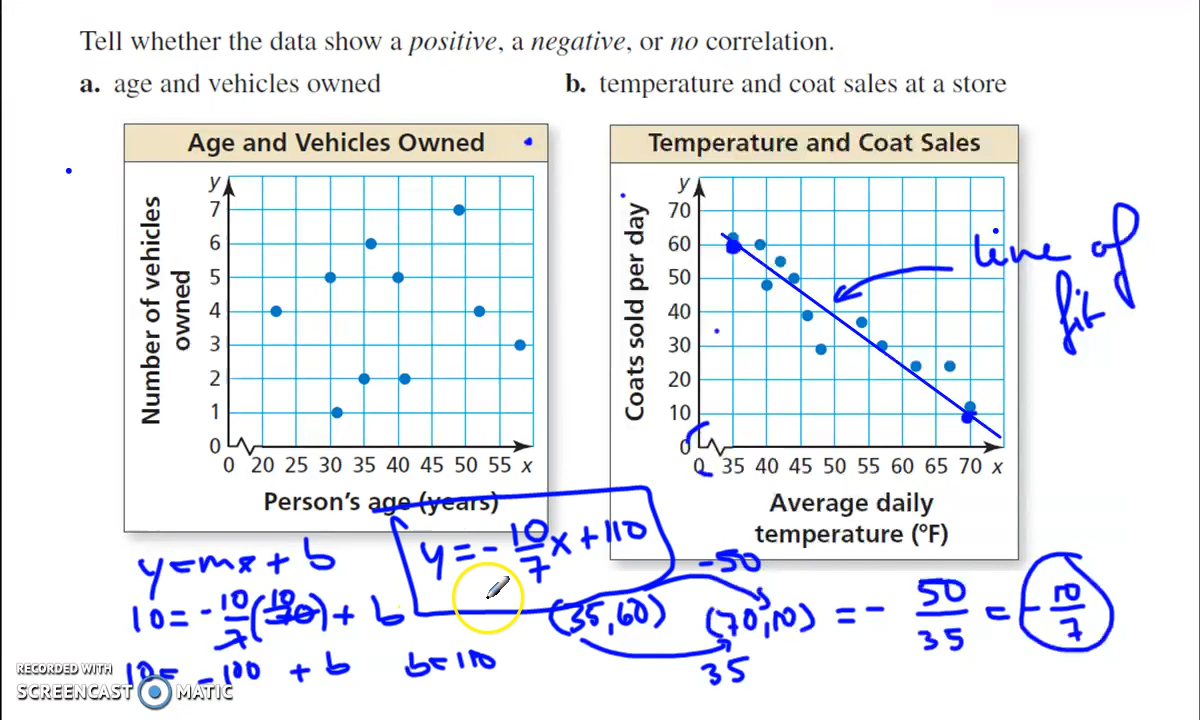 Tell whether the data show a positive, a negative, or no correlation.
a. age and vehicles owned
b. temperature and coat sales at a store
Age and Vehicles Owned
Number of vehicles
owned
y
7
6
5
4
3
2
1
0
0 20 25 30 35 40 45 50 55 x
Person's age (years)
Temperature and Coat Sales
Coats sold per day
y
70
60
50
40
30
20
10
0
0 35 40 45 50 55 60 65 70 x
Average daily
temperature (°F)
line of
fit
y=mx+b
10=-10/7(70)+b
10=-100+b b=110
y=-10/7x+110
(35,60) (70,10) =-50/35=-10/7
-50
35
RECORDED WITH
SCREENCAST MATIC